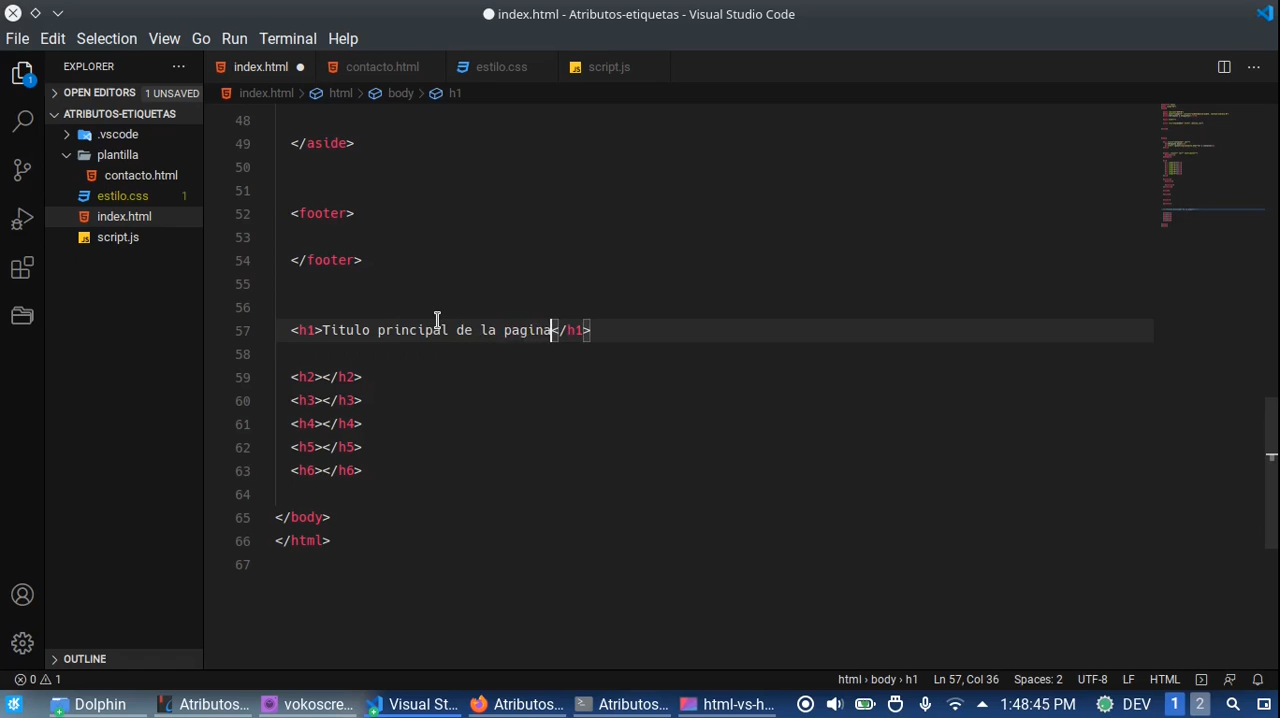 index.html - Atributos-etiquetas - Visual Studio Code
File Edit Selection View Go Run Terminal Help
EXPLORER
index.html contacto.html estilo.css script.js
OPEN EDITORS 1 UNSAVED
index.html > html > body > h1
ATRIBUTOS-ETIQUETAS
.vscode
plantilla
contacto.html
estilo.css 1
index.html
script.js
1
48
49 </aside>
50
51
52 <footer>
53
54 </footer>
55
56
57 <h1>Titulo principal de la pagina</h1>
58
59 <h2></h2>
60 <h3></h3>
61 <h4></h4>
62 <h5></h5>
63 <h6></h6>
64
65 </body>
66 </html>
67
OUTLINE
0 1 html > body > h1 Ln 57, Col 36 Spaces: 2 UTF-8 LF HTML
Dolphin Atributos... vokoscre... Visual St... Atributos... Atributos... html-vs-h... DEV 1 2 1:48:45 PM